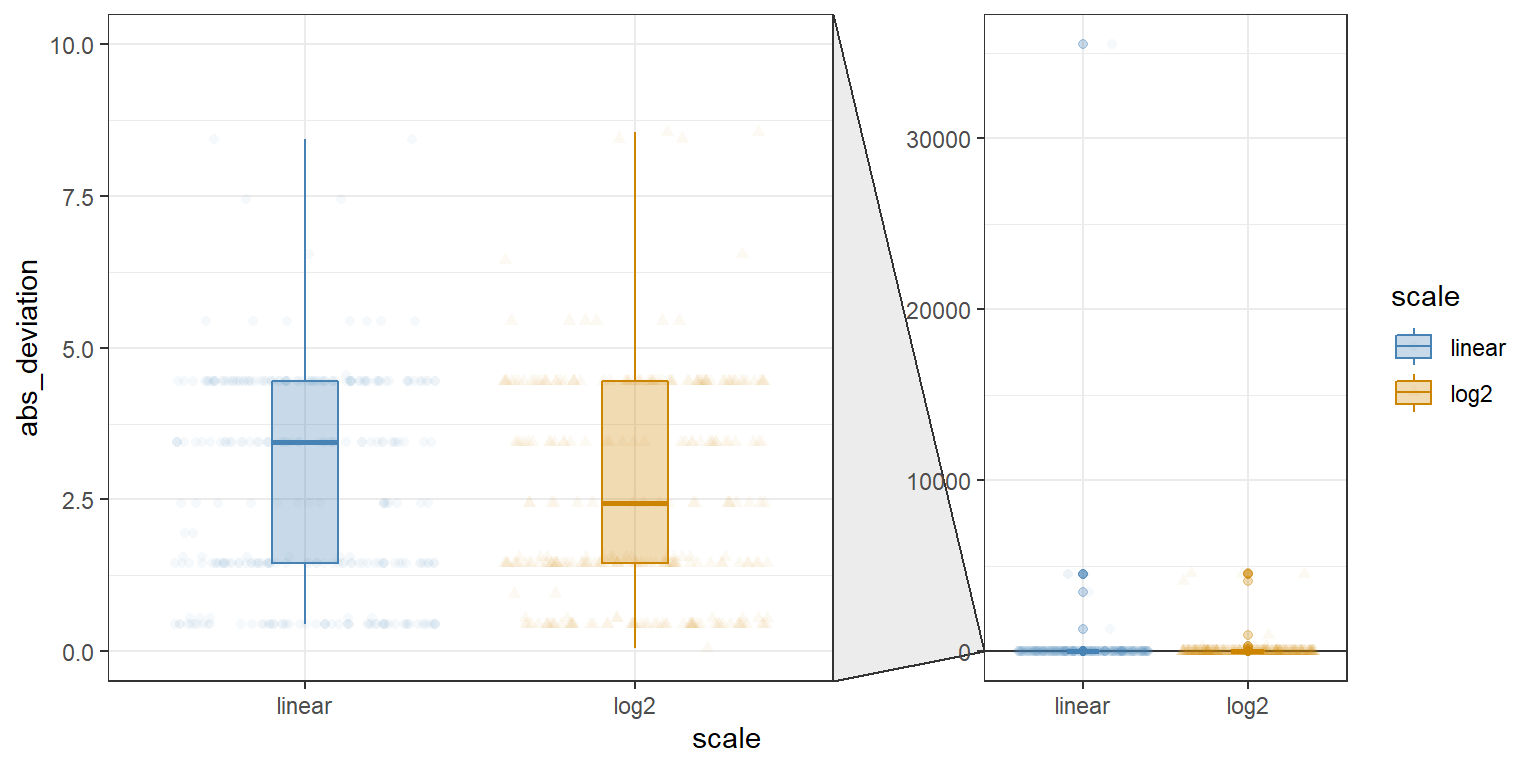 abs_deviation
10.0
7.5
5.0
2.5
0.0
linear
log2
scale
30000
20000
10000
0
linear
log2
scale
linear
log2